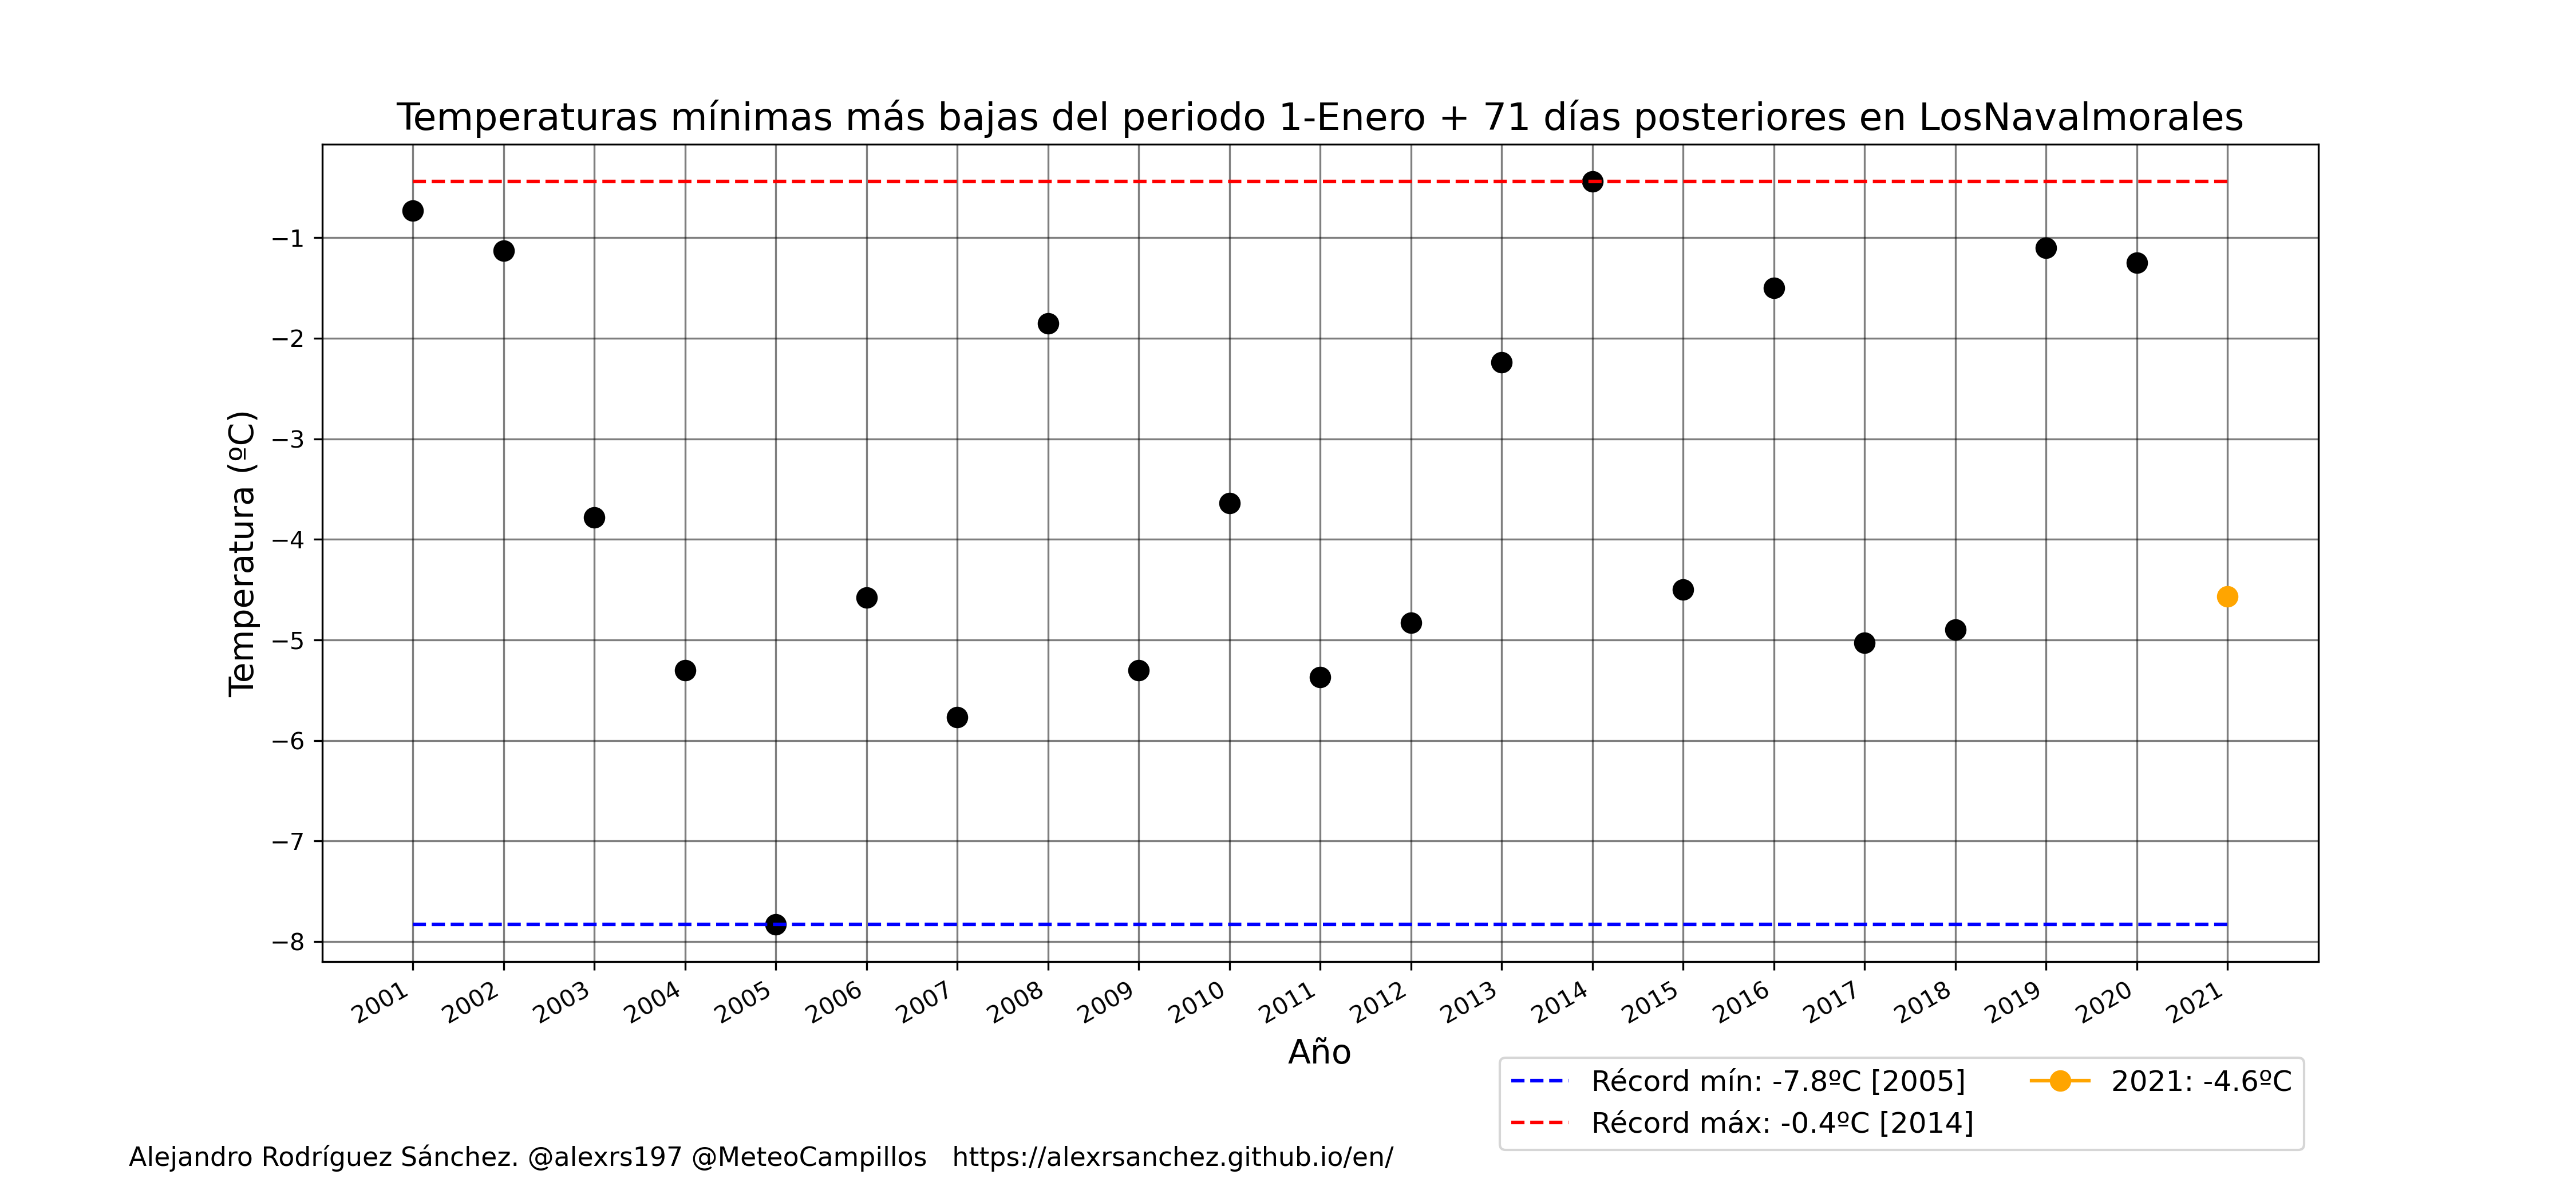 Temperaturas mínimas más bajas del periodo 1-Enero + 71 días posteriores en LosNavalmorales
Temperatura (ºC)
−1
−2
−3
−4
−5
−6
−7
−8
2001 2002 2003 2004 2005 2006 2007 2008 2009 2010 2011 2012 2013 2014 2015 2016 2017 2018 2019 2020 2021
Año
Récord mín: -7.8ºC [2005]
Récord máx: -0.4ºC [2014]
2021: -4.6ºC
Alejandro Rodríguez Sánchez. @alexrs197 @MeteoCampillos https://alexrsanchez.github.io/en/